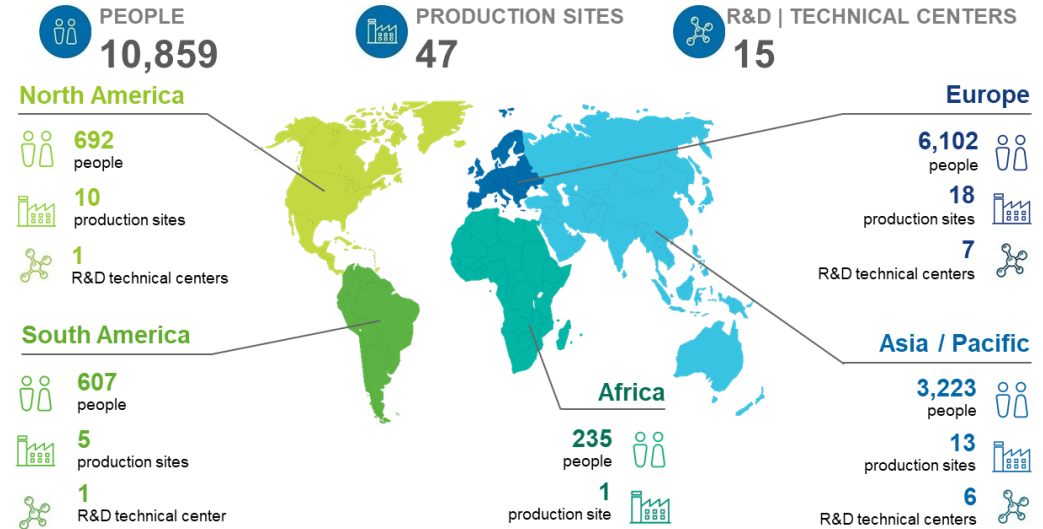 PEOPLE
10,859
PRODUCTION SITES
47
R&D | TECHNICAL CENTERS
15
North America
692
people
10
production sites
1
R&D technical centers
South America
607
people
5
production sites
1
R&D technical center
Africa
235
people
1
production site
Europe
6,102
people
18
production sites
7
R&D technical centers
Asia / Pacific
3,223
people
13
production sites
6
R&D technical centers